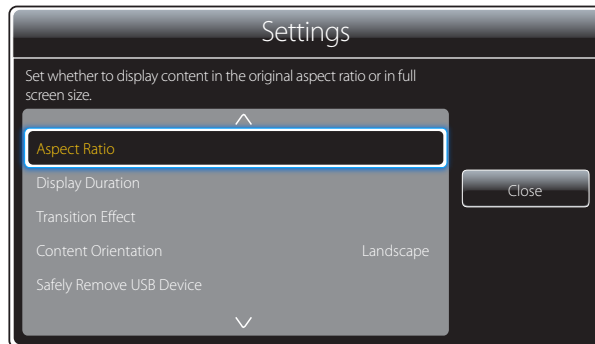 Settings
Set whether to display content in the original aspect ratio or in full
screen size.
Aspect Ratio
Display Duration
Close
Transition Effect
Content Orientation Landscape
Safely Remove USB Device